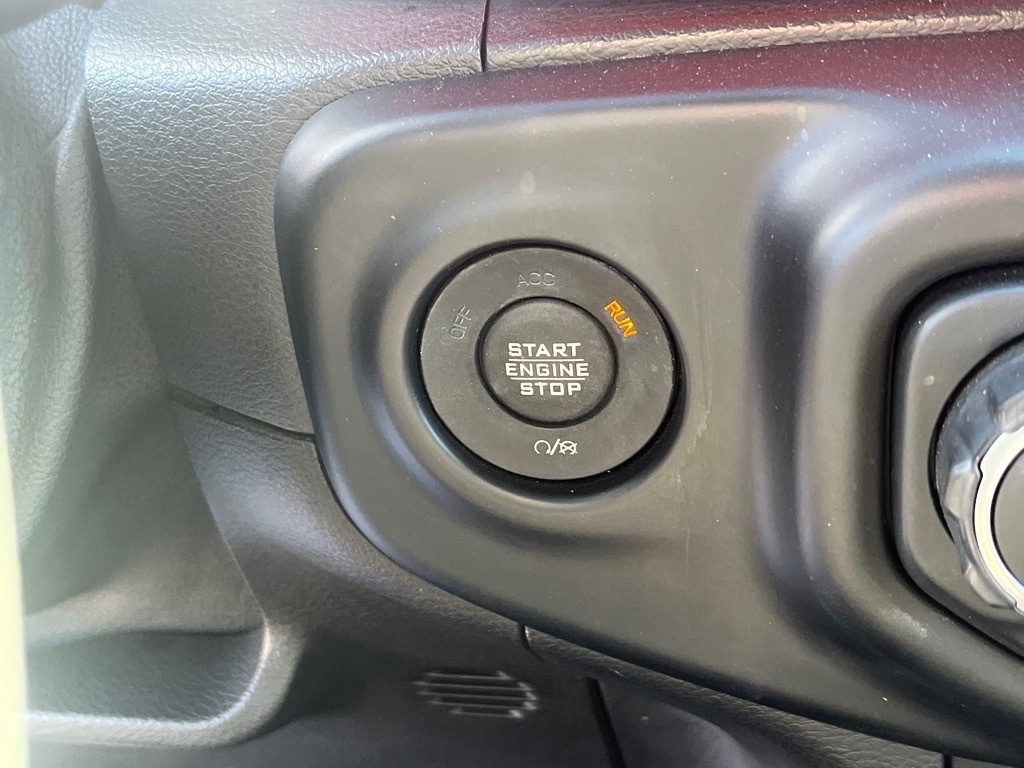 OFF
ACC
RUN
START
ENGINE
STOP